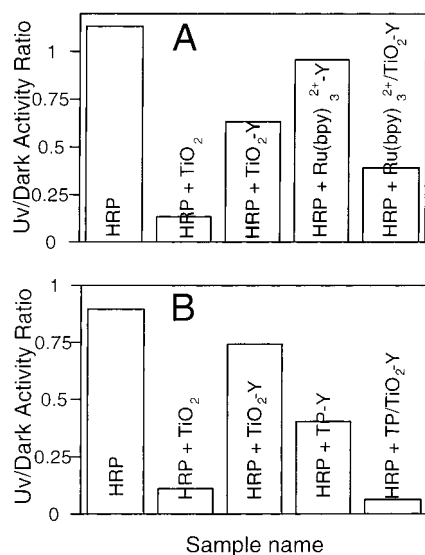 A
Uv/Dark Activity Ratio
1
0.75
0.5
0.25
0
HRP
HRP + TiO2
HRP + TiO2-Y
HRP + Ru(bpy)3 2+-Y
HRP + Ru(bpy)3 2+/TiO2-Y
B
Uv/Dark Activity Ratio
1
0.75
0.5
0.25
0
HRP
HRP + TiO2
HRP + TiO2-Y
HRP + TP-Y
HRP + TP/TiO2-Y
Sample name